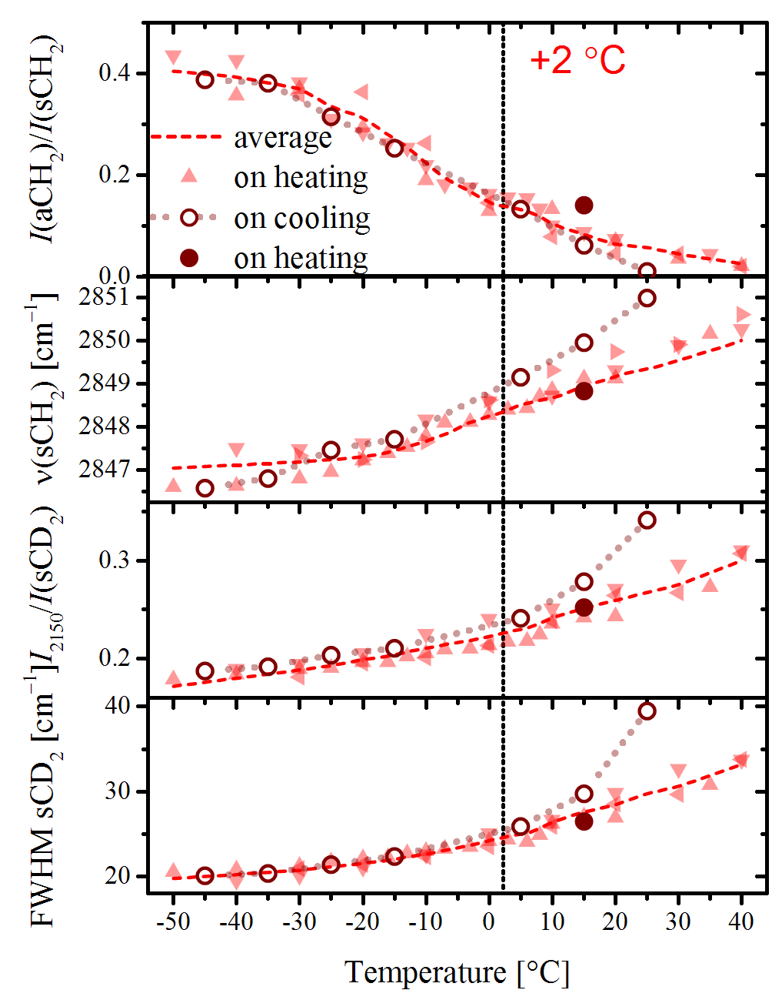 +2 °C
I(aCH₂)/I(sCH₂)
0.4
0.2
0.0
average
on heating
on cooling
on heating
ν(sCH₂) [cm⁻¹]
2851
2850
2849
2848
2847
I₂₁₅₀/I(sCD₂)
0.3
0.2
FWHM sCD₂ [cm⁻¹]
40
30
20
-50 -40 -30 -20 -10 0 10 20 30 40
Temperature [°C]